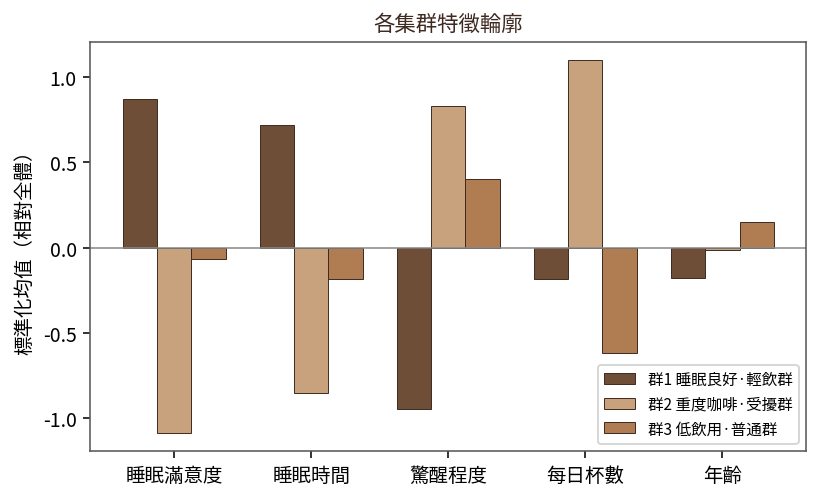 各集群特徵輪廓
標準化均值（相對全體）
1.0
0.5
0.0
-0.5
-1.0
群1 睡眠良好·輕飲群
群2 重度咖啡·受擾群
群3 低飲用·普通群
睡眠滿意度 睡眠時間 驚醒程度 每日杯數 年齡